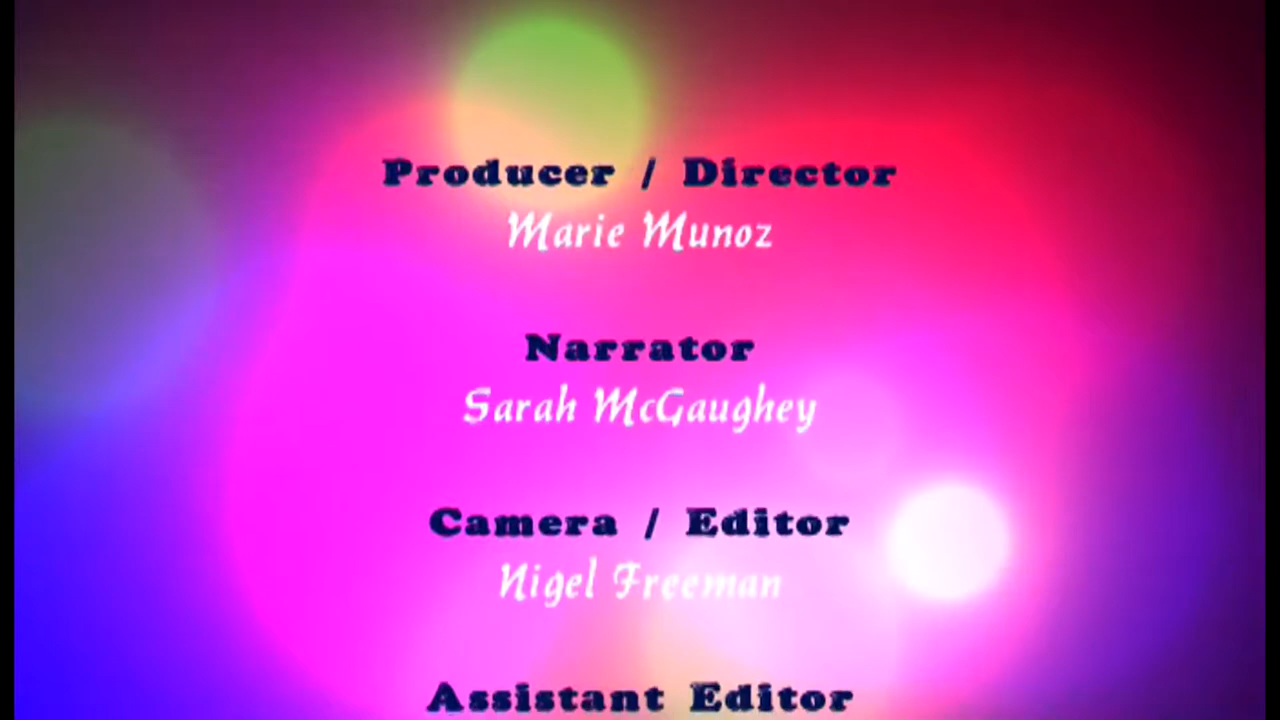 Producer / Director
Marie Munoz
Narrator
Sarah McGaughey
Camera / Editor
Nigel Freeman
Assistant Editor